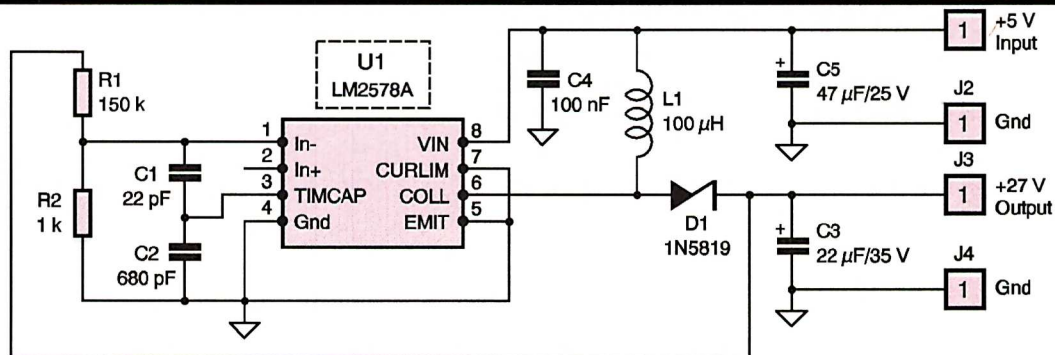 R1
150 k
R2
1 k
C1
22 pF
C2
680 pF
U1
LM2578A
1
2
3
4
In-
In+
TIMCAP
Gnd
VIN
CURLIM
COLL
EMIT
8
7
6
5
C4
100 nF
L1
100 µH
D1
1N5819
+
C5
47 µF/25 V
+
C3
22 µF/35 V
1
+5 V
Input
J2
1
Gnd
J3
1
+27 V
Output
J4
1
Gnd